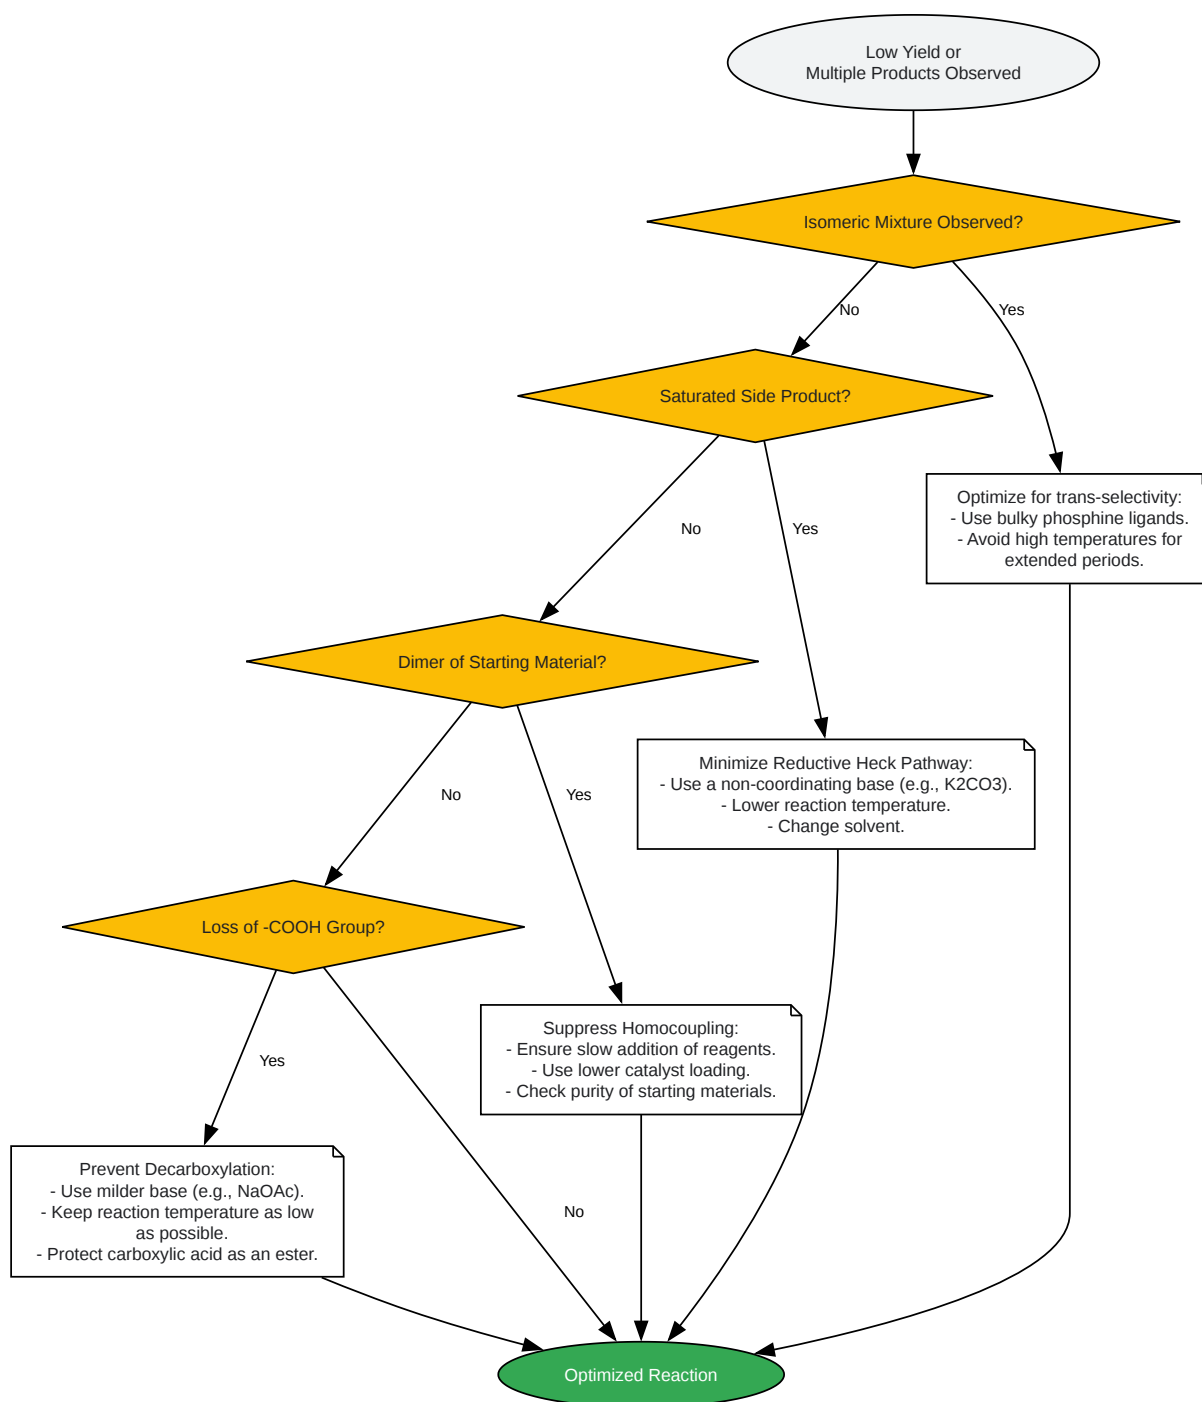 Low Yield or
Multiple Products Observed
Isomeric Mixture Observed?
No
Yes
Saturated Side Product?
Optimize for trans-selectivity:
- Use bulky phosphine ligands.
- Avoid high temperatures for
extended periods.
No
Yes
Dimer of Starting Material?
Minimize Reductive Heck Pathway:
- Use a non-coordinating base (e.g., K2CO3).
- Lower reaction temperature.
- Change solvent.
No
Yes
Loss of -COOH Group?
Suppress Homocoupling:
- Ensure slow addition of reagents.
- Use lower catalyst loading.
- Check purity of starting materials.
Yes
No
Prevent Decarboxylation:
- Use milder base (e.g., NaOAc).
- Keep reaction temperature as low
as possible.
- Protect carboxylic acid as an ester.
Optimized Reaction